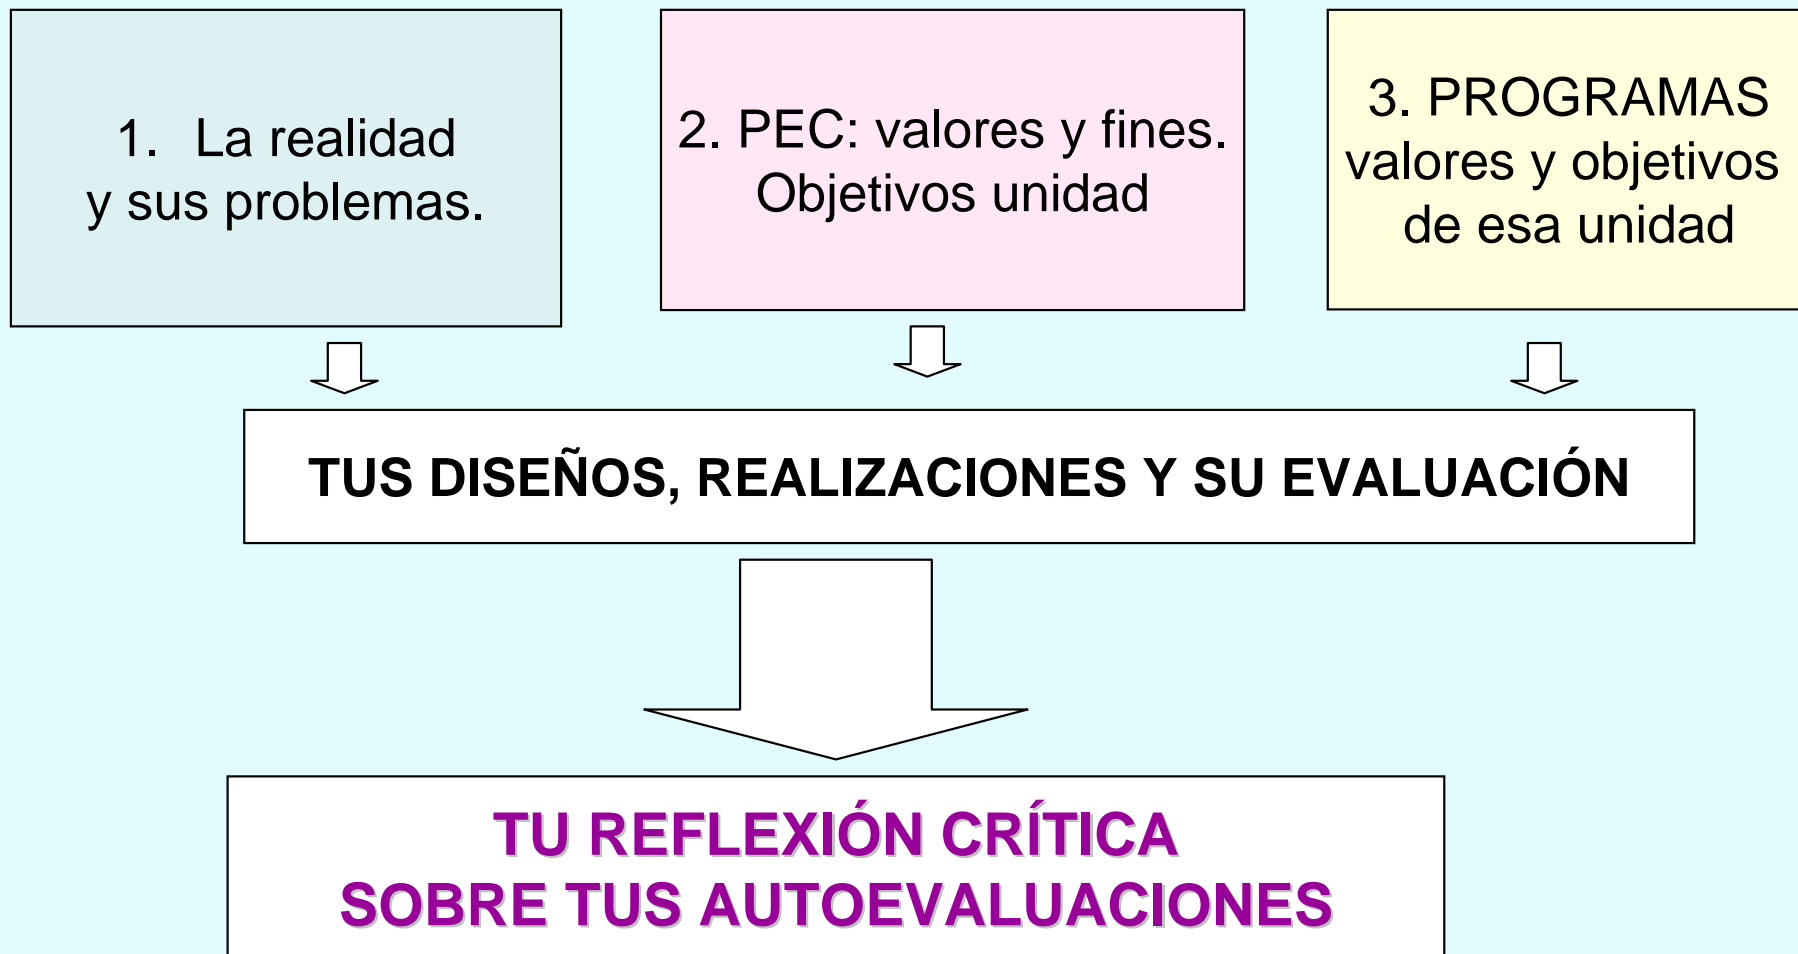 1. La realidad
y sus problemas.
2. PEC: valores y fines.
Objetivos unidad
3. PROGRAMAS
valores y objetivos
de esa unidad
TUS DISEÑOS, REALIZACIONES Y SU EVALUACIÓN
TU REFLEXIÓN CRÍTICA
SOBRE TUS AUTOEVALUACIONES